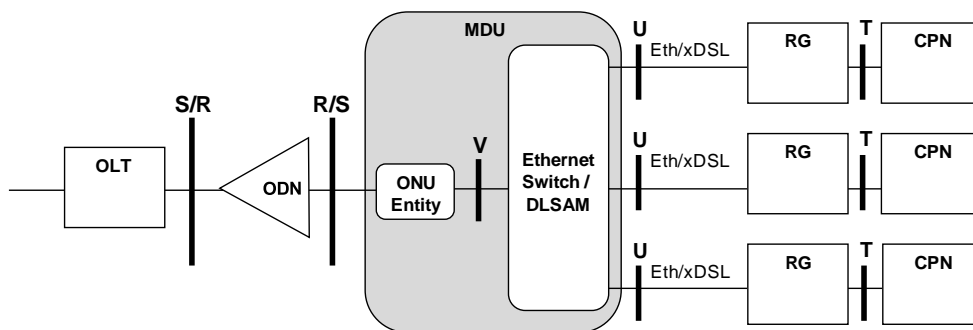 MDU
U
Eth/xDSL
RG
T
CPN
S/R
R/S
OLT
ODN
ONU
Entity
V
Ethernet
Switch /
DLSAM
U
Eth/xDSL
RG
T
CPN
U
Eth/xDSL
RG
T
CPN